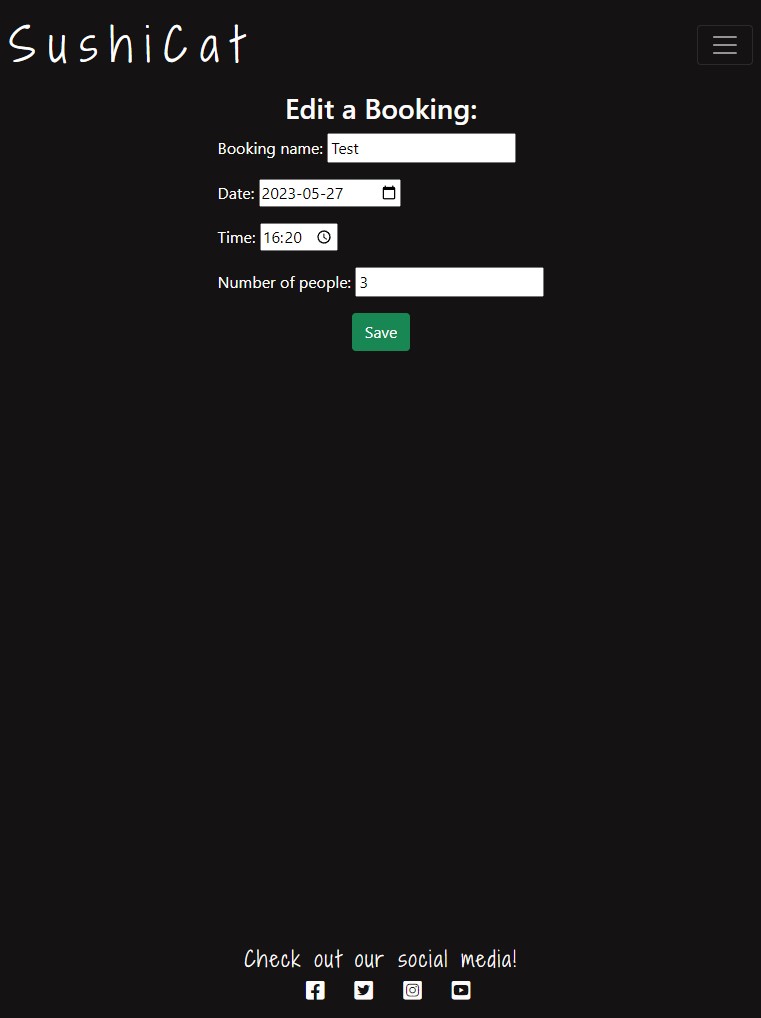 SushiCat
Edit a Booking:
Booking name: Test
Date: 2023-05-27
Time: 16:20
Number of people: 3
Save
Check out our social media!